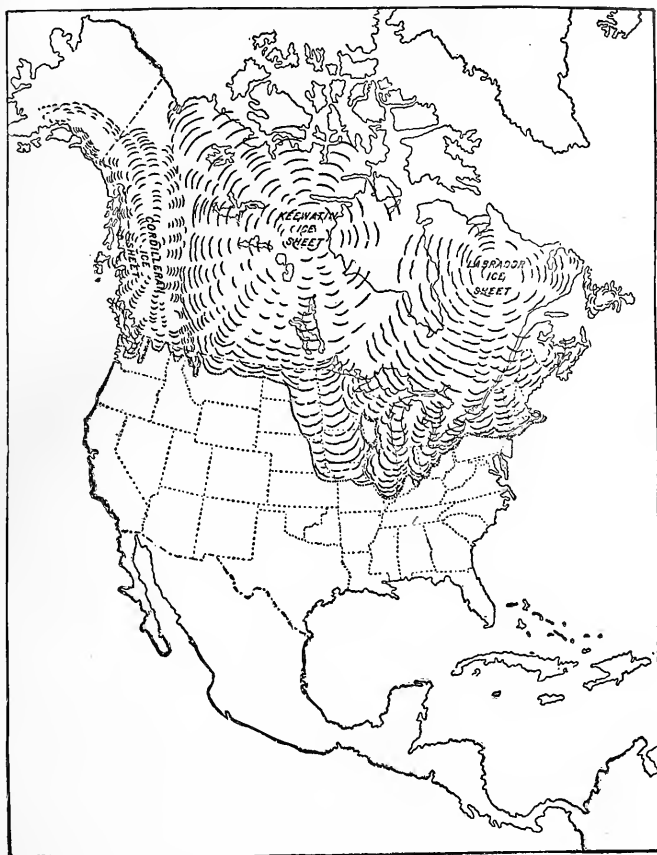 KEEWATIN
ICE
SHEET
CORDILLERAN
ICE
SHEET
LABRADOR
ICE
SHEET